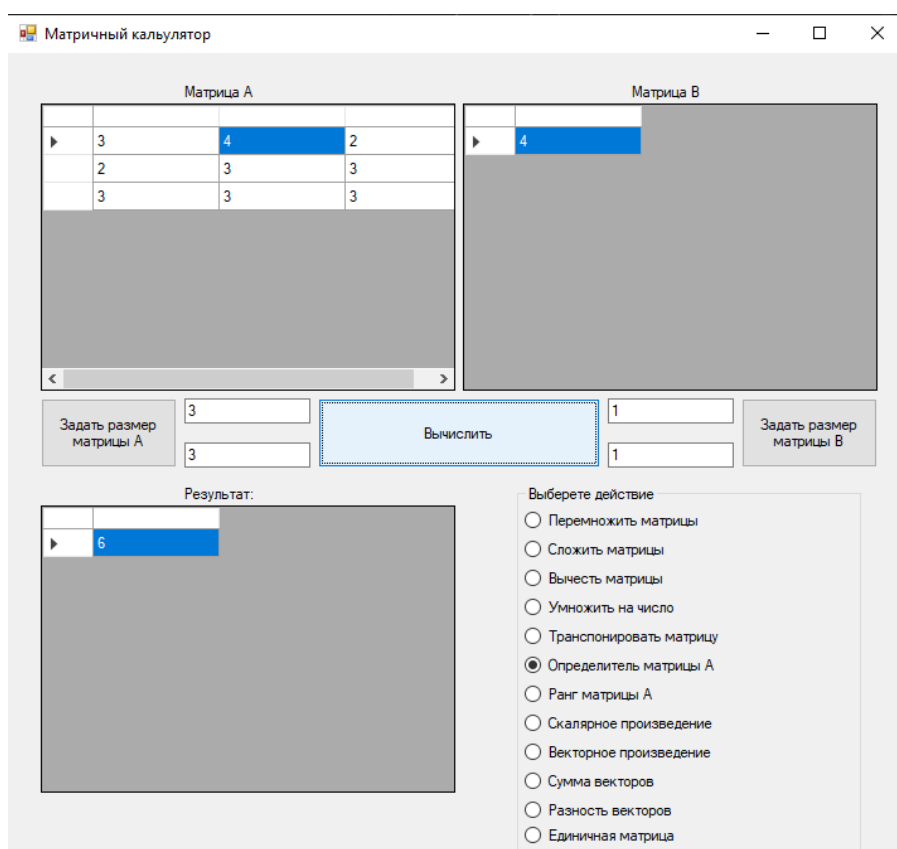 Матричный кальулятор
Матрица A
Матрица B
3 4 2
2 3 3
3 3 3
4
Задать размер
матрицы A
3
3
Вычислить
1
1
Задать размер
матрицы B
Результат:
6
Выберете действие
Перемножить матрицы
Сложить матрицы
Вычесть матрицы
Умножить на число
Транспонировать матрицу
Определитель матрицы A
Ранг матрицы A
Скалярное произведение
Векторное произведение
Сумма векторов
Разность векторов
Единичная матрица